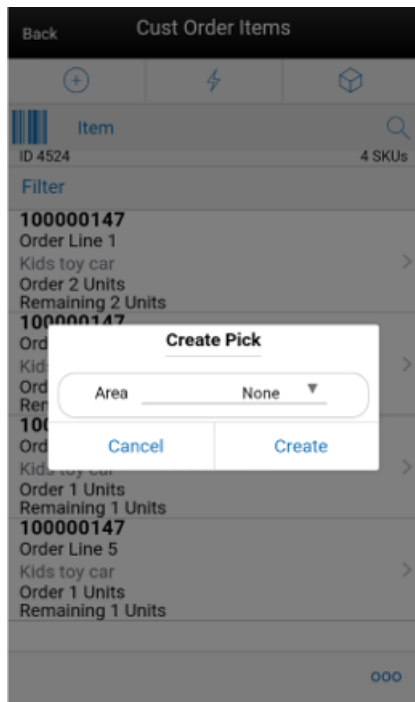 Back
Cust Order Items
Item
ID 4524
4 SKUs
Filter
100000147
Order Line 1
Kids toy car
Order 2 Units
Remaining 2 Units
100000147
Create Pick
Area
None
Cancel
Create
Order 1 Units
Remaining 1 Units
100000147
Order Line 5
Kids toy car
Order 1 Units
Remaining 1 Units